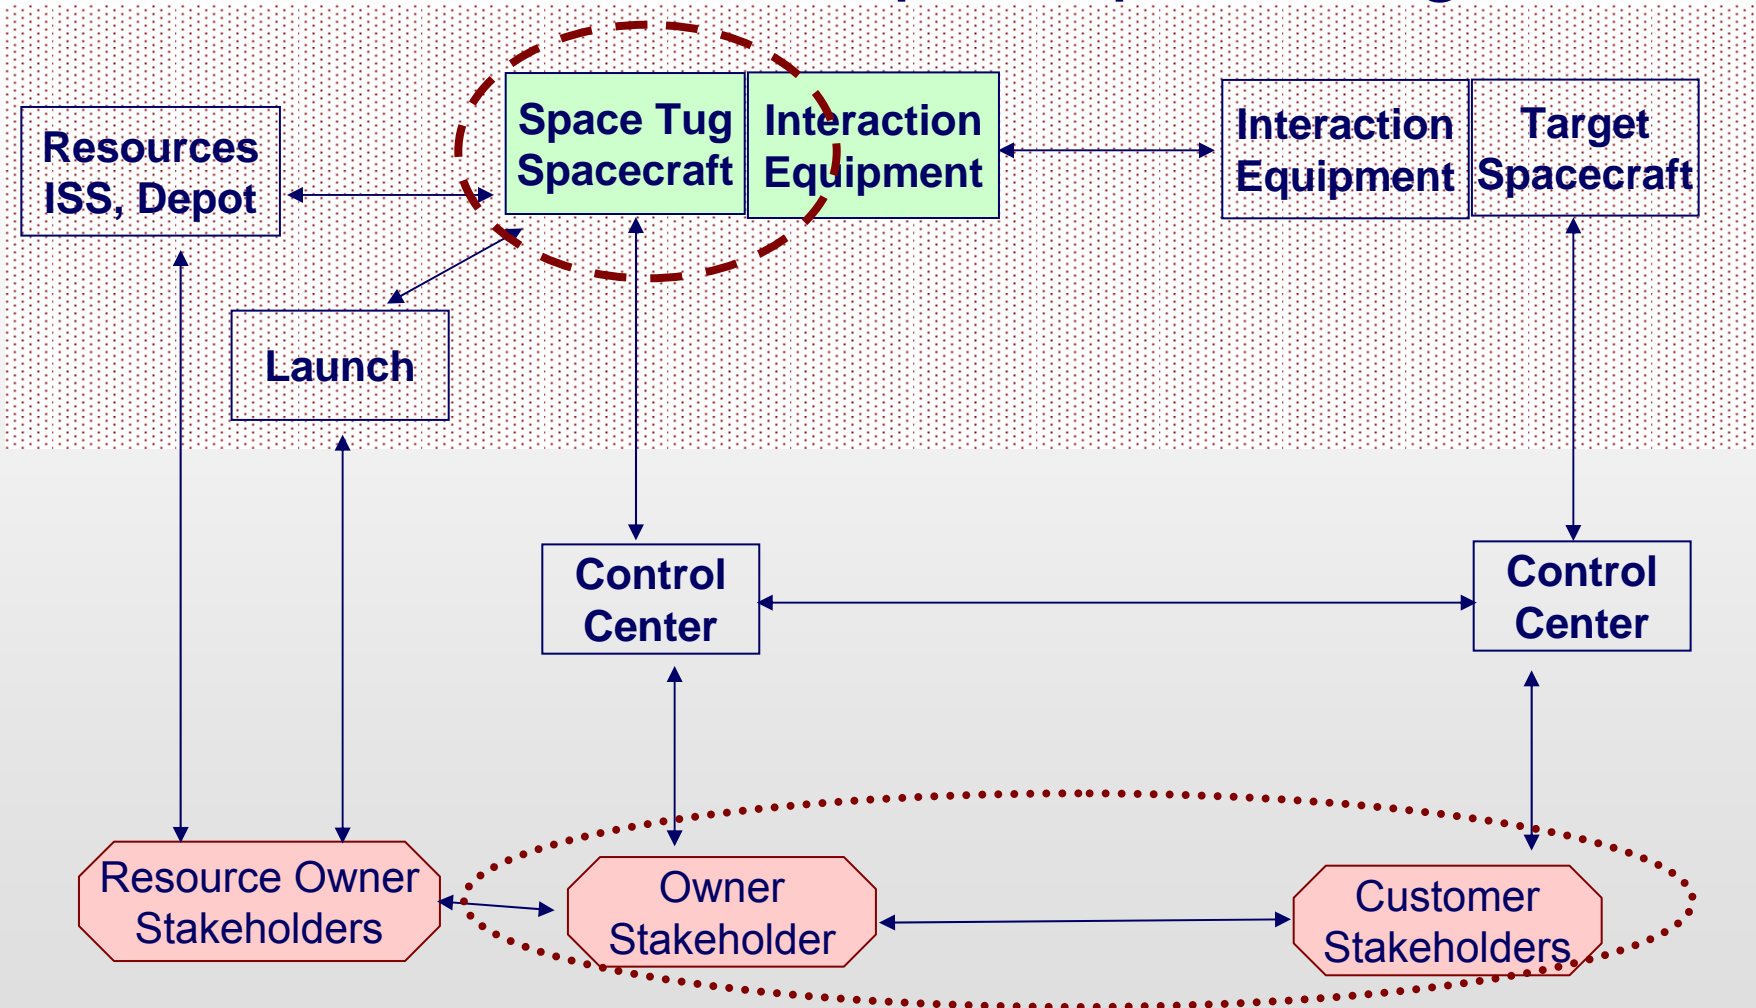 Resources
ISS, Depot
Space Tug
Spacecraft
Interaction
Equipment
Interaction
Equipment
Target
Spacecraft
Launch
Control
Center
Control
Center
Resource Owner
Stakeholders
Owner
Stakeholder
Customer
Stakeholders